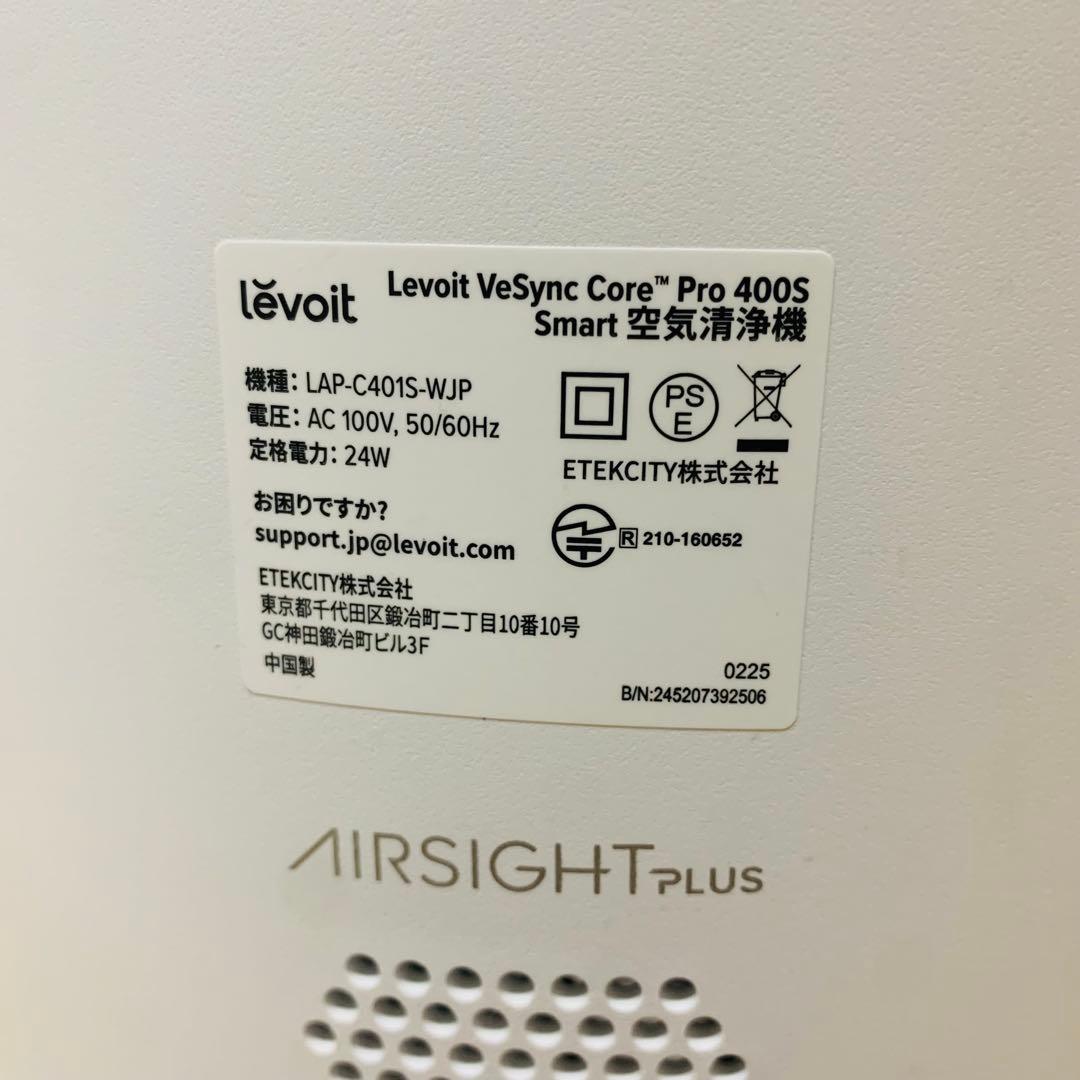 levoit
Levoit VeSync Core™ Pro 400S
Smart 空気清浄機
機種: LAP-C401S-WJP
電圧: AC 100V, 50/60Hz
定格電力: 24W
PS
E
ETEKCITY株式会社
お困りですか?
support.jp@levoit.com
R 210-160652
ETEKCITY株式会社
東京都千代田区鍛冶町二丁目10番10号
GC神田鍛冶町ビル3F
中国製
0225
B/N:245207392506
AIRSIGHT PLUS